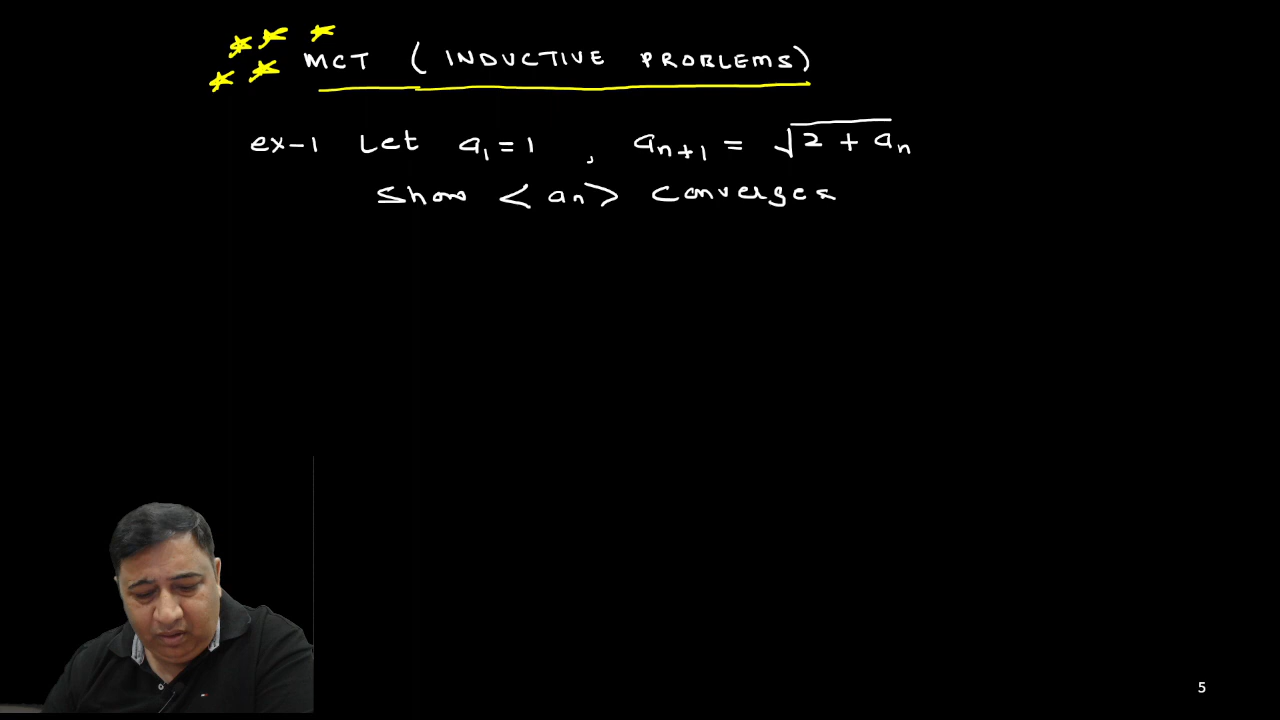 MCT (INDUCTIVE PROBLEMS)
ex-1 Let a₁ = 1 , aₙ₊₁ = √(2 + aₙ)
Show <aₙ> converges
5